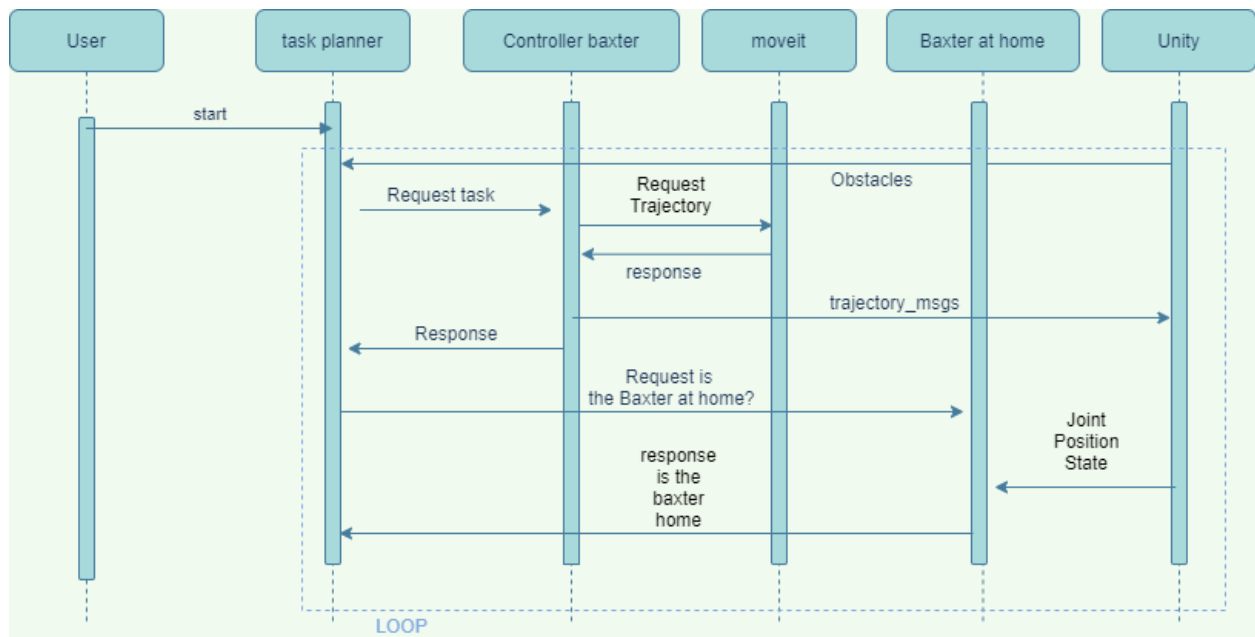 User
task planner
Controller baxter
moveit
Baxter at home
Unity
start
Obstacles
Request task
Request
Trajectory
response
trajectory_msgs
Response
Request is
the Baxter at home?
Joint
Position
State
response
is the
baxter
home
LOOP